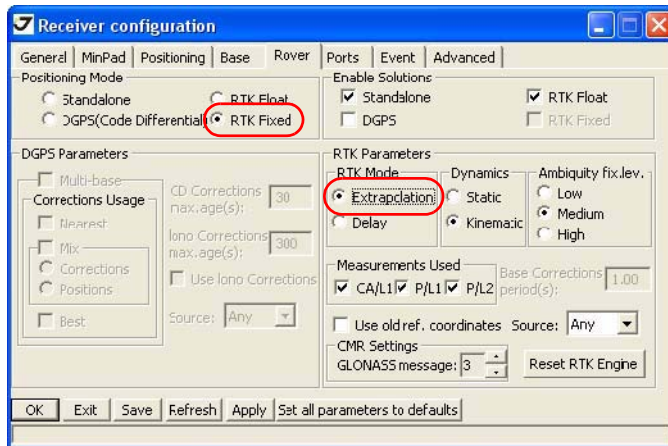 Receiver configuration
General MinPad Positioning Base Rover Ports Event Advanced
Positioning Mode
Standalone RTK Float
DGPS(Code Differential) RTK Fixed
Enable Solutions
Standalone RTK Float
DGPS RTK Fixed
DGPS Parameters
Multi-base
Corrections Usage
Nearest
Mix
Corrections
Positions
Best
CD Corrections
max.age(s): 30
Iono Corrections
max.age(s): 300
Use Iono Corrections
Source: Any
RTK Parameters
RTK Mode
Extrapolation
Delay
Dynamics
Static
Kinematic
Ambiquity fix.lev.
Low
Medium
High
Measurements Used
CA/L1 P/L1 P/L2
Base Corrections
period(s): 1.00
Use old ref. coordinates Source: Any
CMR Settings
GLONASS message: 3
Reset RTK Engine
OK Exit Save Refresh Apply Set all parameters to defaults